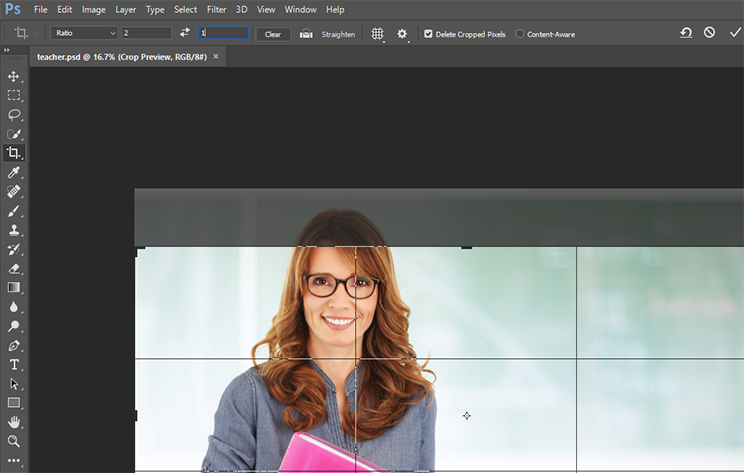 Ps File Edit Image Layer Type Select Filter 3D View Window Help
Ratio 2 1 Clear Straighten Delete Cropped Pixels Content-Aware
teacher.psd @ 16.7% (Crop Preview, RGB/8#) ×
T